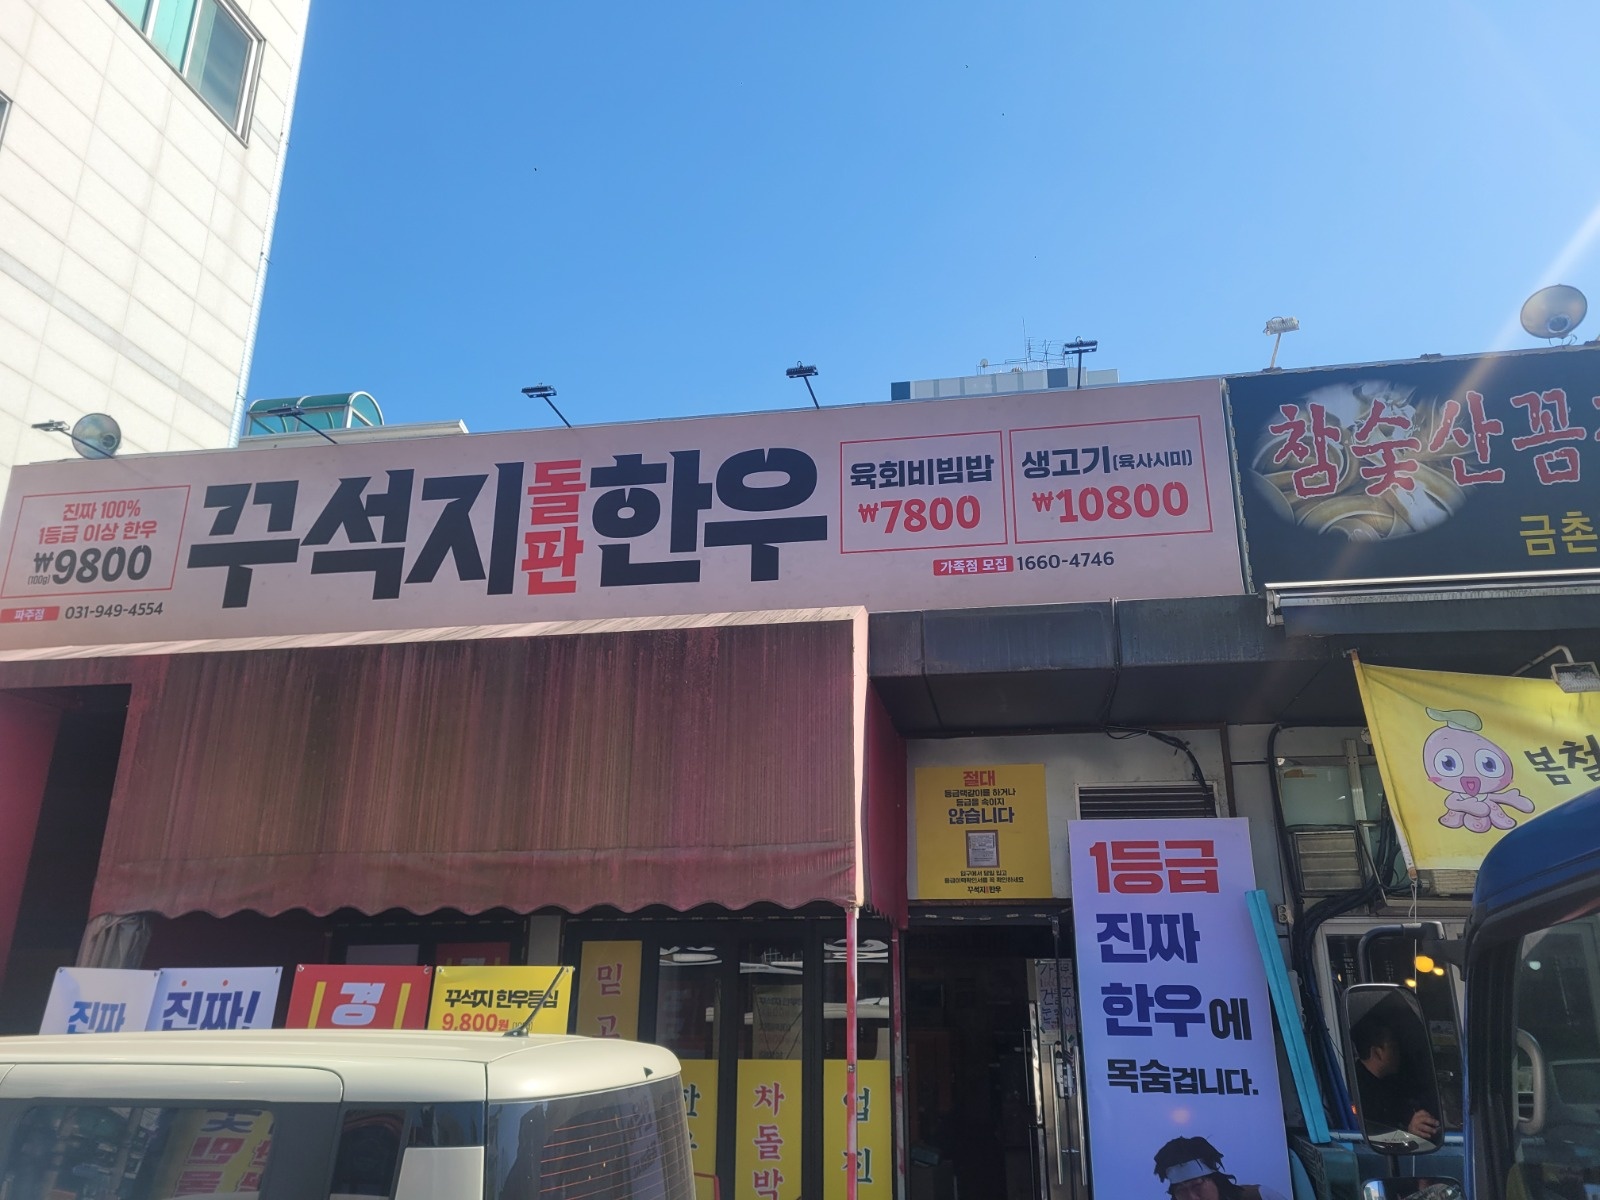 진짜 100%
1등급 이상 한우
₩9800
(100g)
파주점 031-949-4554
꾸석지
돌판
한우
육회비빔밥
₩7800
생고기(육사시미)
₩10800
가족점 모집 1660-4746
참숯산꼼
금촌
봄철
절대
등급책갈이를 하거나
등급을 속이지
않습니다
꾸석지 한우
1등급
진짜
한우에
목숨겁니다.
진짜
진짜!
경
꾸석지 한우등심
9,800원
믿
차돌박
업진